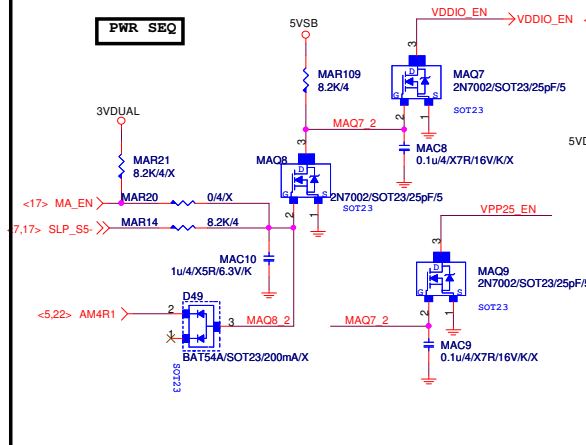 PWR SEQ
VDDIO_EN
VDDIO_EN
5VSB
3
MAQ7
2N7002/SOT23/25pF/5
D
G
S
SOT23
2
1
MAR109
8.2K/4
3VDUAL
MAQ7_2
MAC8
0.1u/4/X7R/16V/K/X
5VD
3
MAR21
8.2K/4/X
MAQ8
D
G
S
2N7002/SOT23/25pF/5
SOT23
2
1
<17> MA_EN
MAR20
0/4/X
7,17> SLP_S5-
MAR14
8.2K/4
VPP25_EN
3
MAC10
1u/4/X5R/6.3V/K
MAQ9
2N7002/SOT23/25pF/5
D
G
S
SOT23
2
1
D49
<5,22> AM4R1
2
1
3
MAQ8_2
MAQ7_2
BAT54A/SOT23/200mA/X
SOT23
MAC9
0.1u/4/X7R/16V/K/X